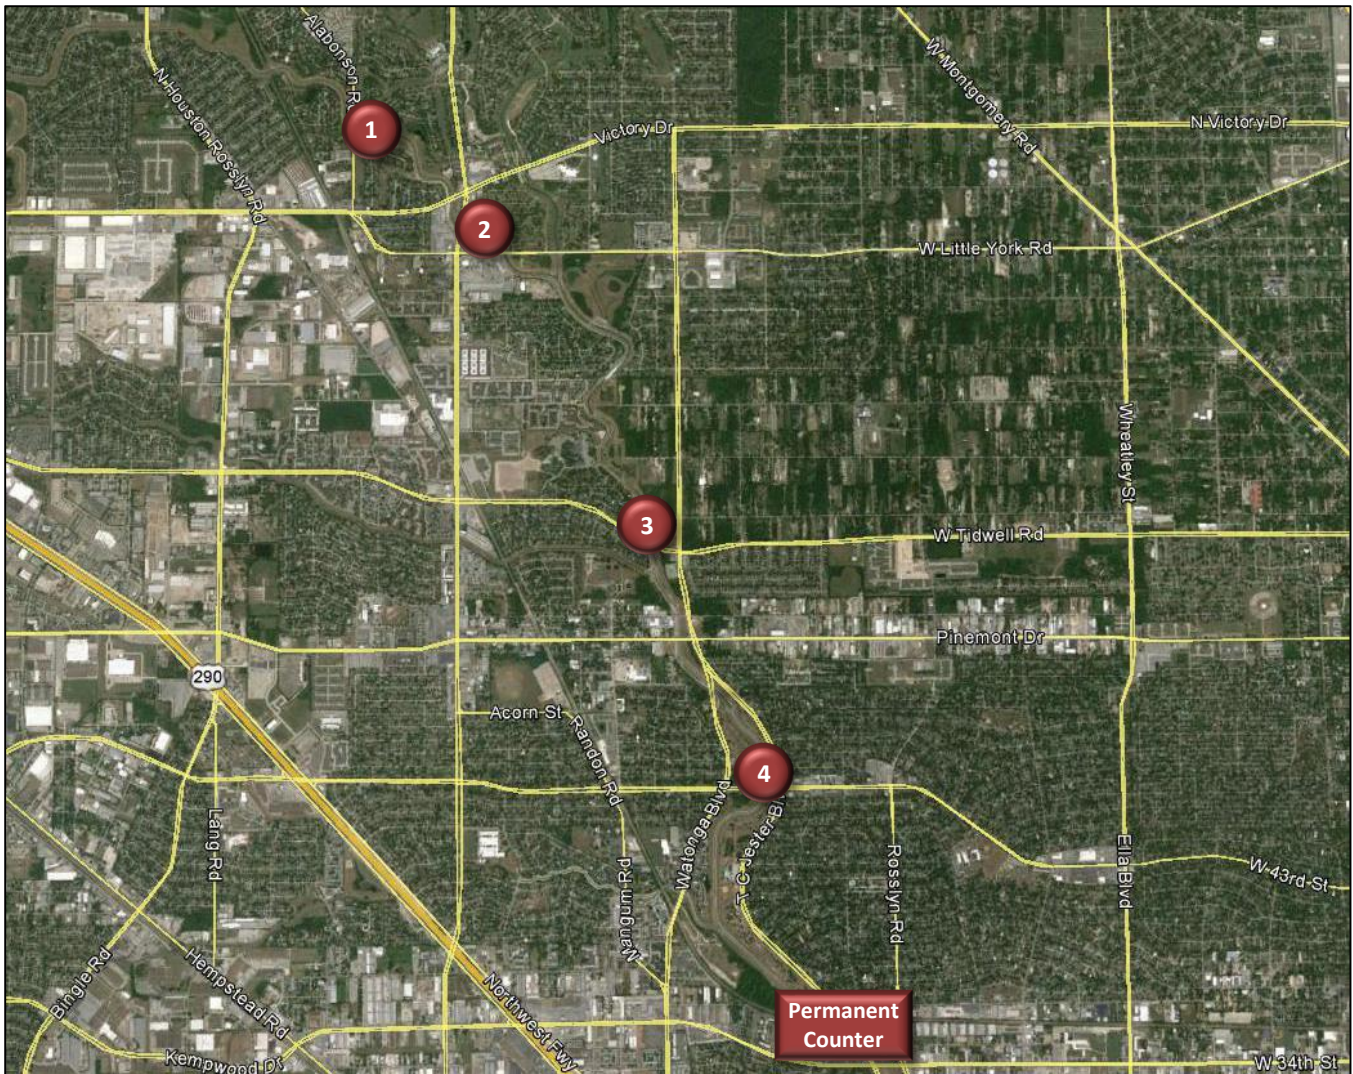 Alabonson R
N Houston Rosslyn Rd
W Montgomery Rd
1
Victory Dr
N Victory Dr
2
W Little York Rd
Wheatley St
3
W Tidwell Rd
Pinemont Dr
290
Acorn St
Randon Rd
4
Watonga Blvd
T C Jester Bl
Lang Rd
W Mangum Rd
Rosslyn Rd
Ella Blvd
W 43rd St
Bingle Rd
Hempstead Rd
Northwest Fwy
Kempwood Dr
Permanent
Counter
W 34th St